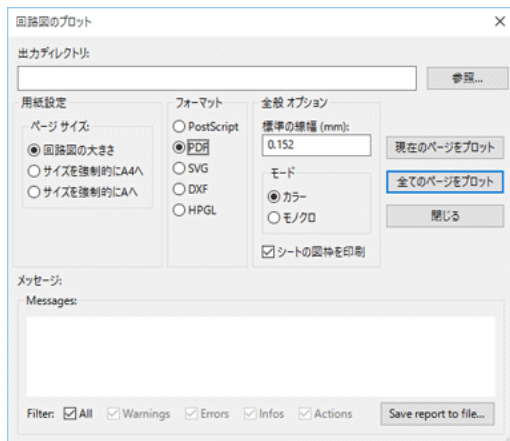 回路図のプロット
出力ディレクトリ:
参照...
用紙設定
ページ サイズ:
回路図の大きさ
サイズを強制的にA4へ
サイズを強制的にAへ
フォーマット
PostScript
PDF
SVG
DXF
HPGL
全般 オプション
標準の線幅 (mm):
0.152
モード
カラー
モノクロ
シートの図枠を印刷
現在のページをプロット
全てのページをプロット
閉じる
メッセージ:
Messages:
Filter: All Warnings Errors Infos Actions Save report to file...